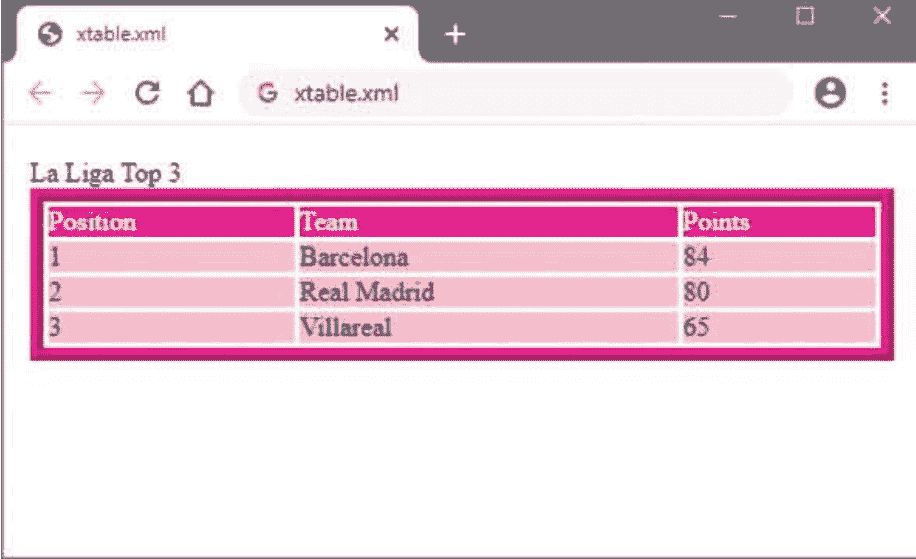 xtable.xml
G xtable.xml
La Liga Top 3
Position Team Points
1 Barcelona 84
2 Real Madrid 80
3 Villareal 65